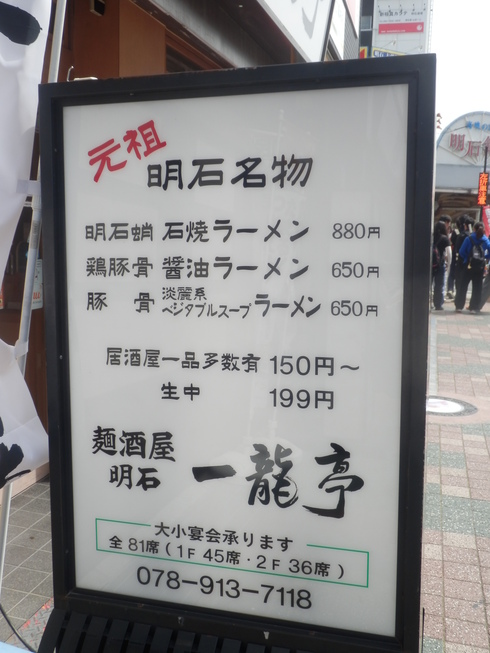 元祖
明石名物
明石蛸 石焼ラーメン 880円
鶏豚骨 醤油ラーメン 650円
豚 骨 淡麗系ベジタブルスープ ラーメン 650円
居酒屋一品多数有 150円～
生中 199円
麺酒屋
明石 一龍亭
大小宴会承ります
全81席(1F 45席・2F 36席)
078-913-7118
明石